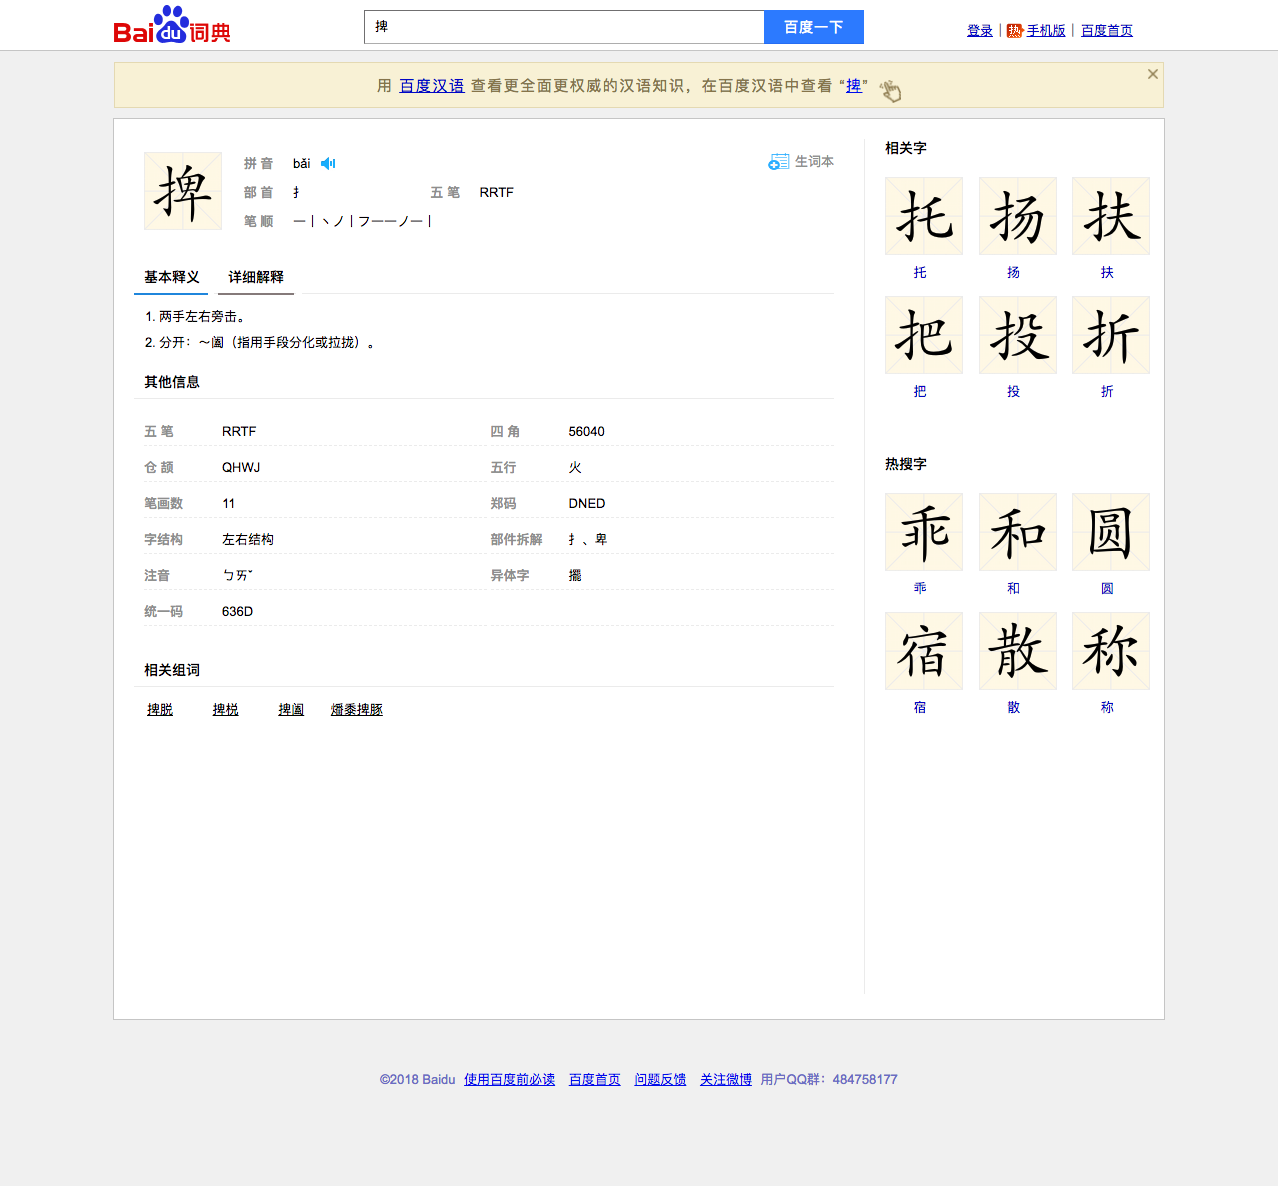 Baidu词典
捭
百度一下
登录 | 热 手机版 | 百度首页
用 百度汉语 查看更全面更权威的汉语知识，在百度汉语中查看 “捭”
捭
拼 音 bǎi
生词本
部 首 扌 五 笔 RRTF
笔 顺 一丨丶ノ丨フ一一ノ一丨
基本释义 详细解释
1. 两手左右旁击。
2. 分开：～阖（指用手段分化或拉拢）。
其他信息
五 笔 RRTF 四 角 56040
仓 颉 QHWJ 五行 火
笔画数 11 郑码 DNED
字结构 左右结构 部件拆解 扌、卑
注音 ㄅㄞˇ 异体字 擺
统一码 636D
相关组词
捭脱 捭棁 捭阖 燔黍捭豚
相关字
托 扬 扶
托 扬 扶
把 投 折
把 投 折
热搜字
乖 和 圆
乖 和 圆
宿 散 称
宿 散 称
©2018 Baidu 使用百度前必读 百度首页 问题反馈 关注微博 用户QQ群：484758177